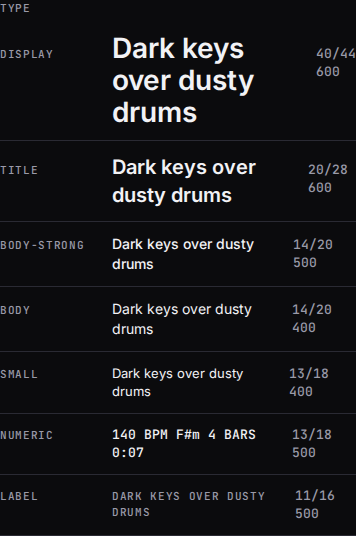 TYPE
DISPLAY
Dark keys
over dusty
drums
40/44
600
TITLE
Dark keys over
dusty drums
20/28
600
BODY-STRONG
Dark keys over dusty
drums
14/20
500
BODY
Dark keys over dusty
drums
14/20
400
SMALL
Dark keys over dusty
drums
13/18
400
NUMERIC
140 BPM F#m 4 BARS
0:07
13/18
500
LABEL
DARK KEYS OVER DUSTY
DRUMS
11/16
500